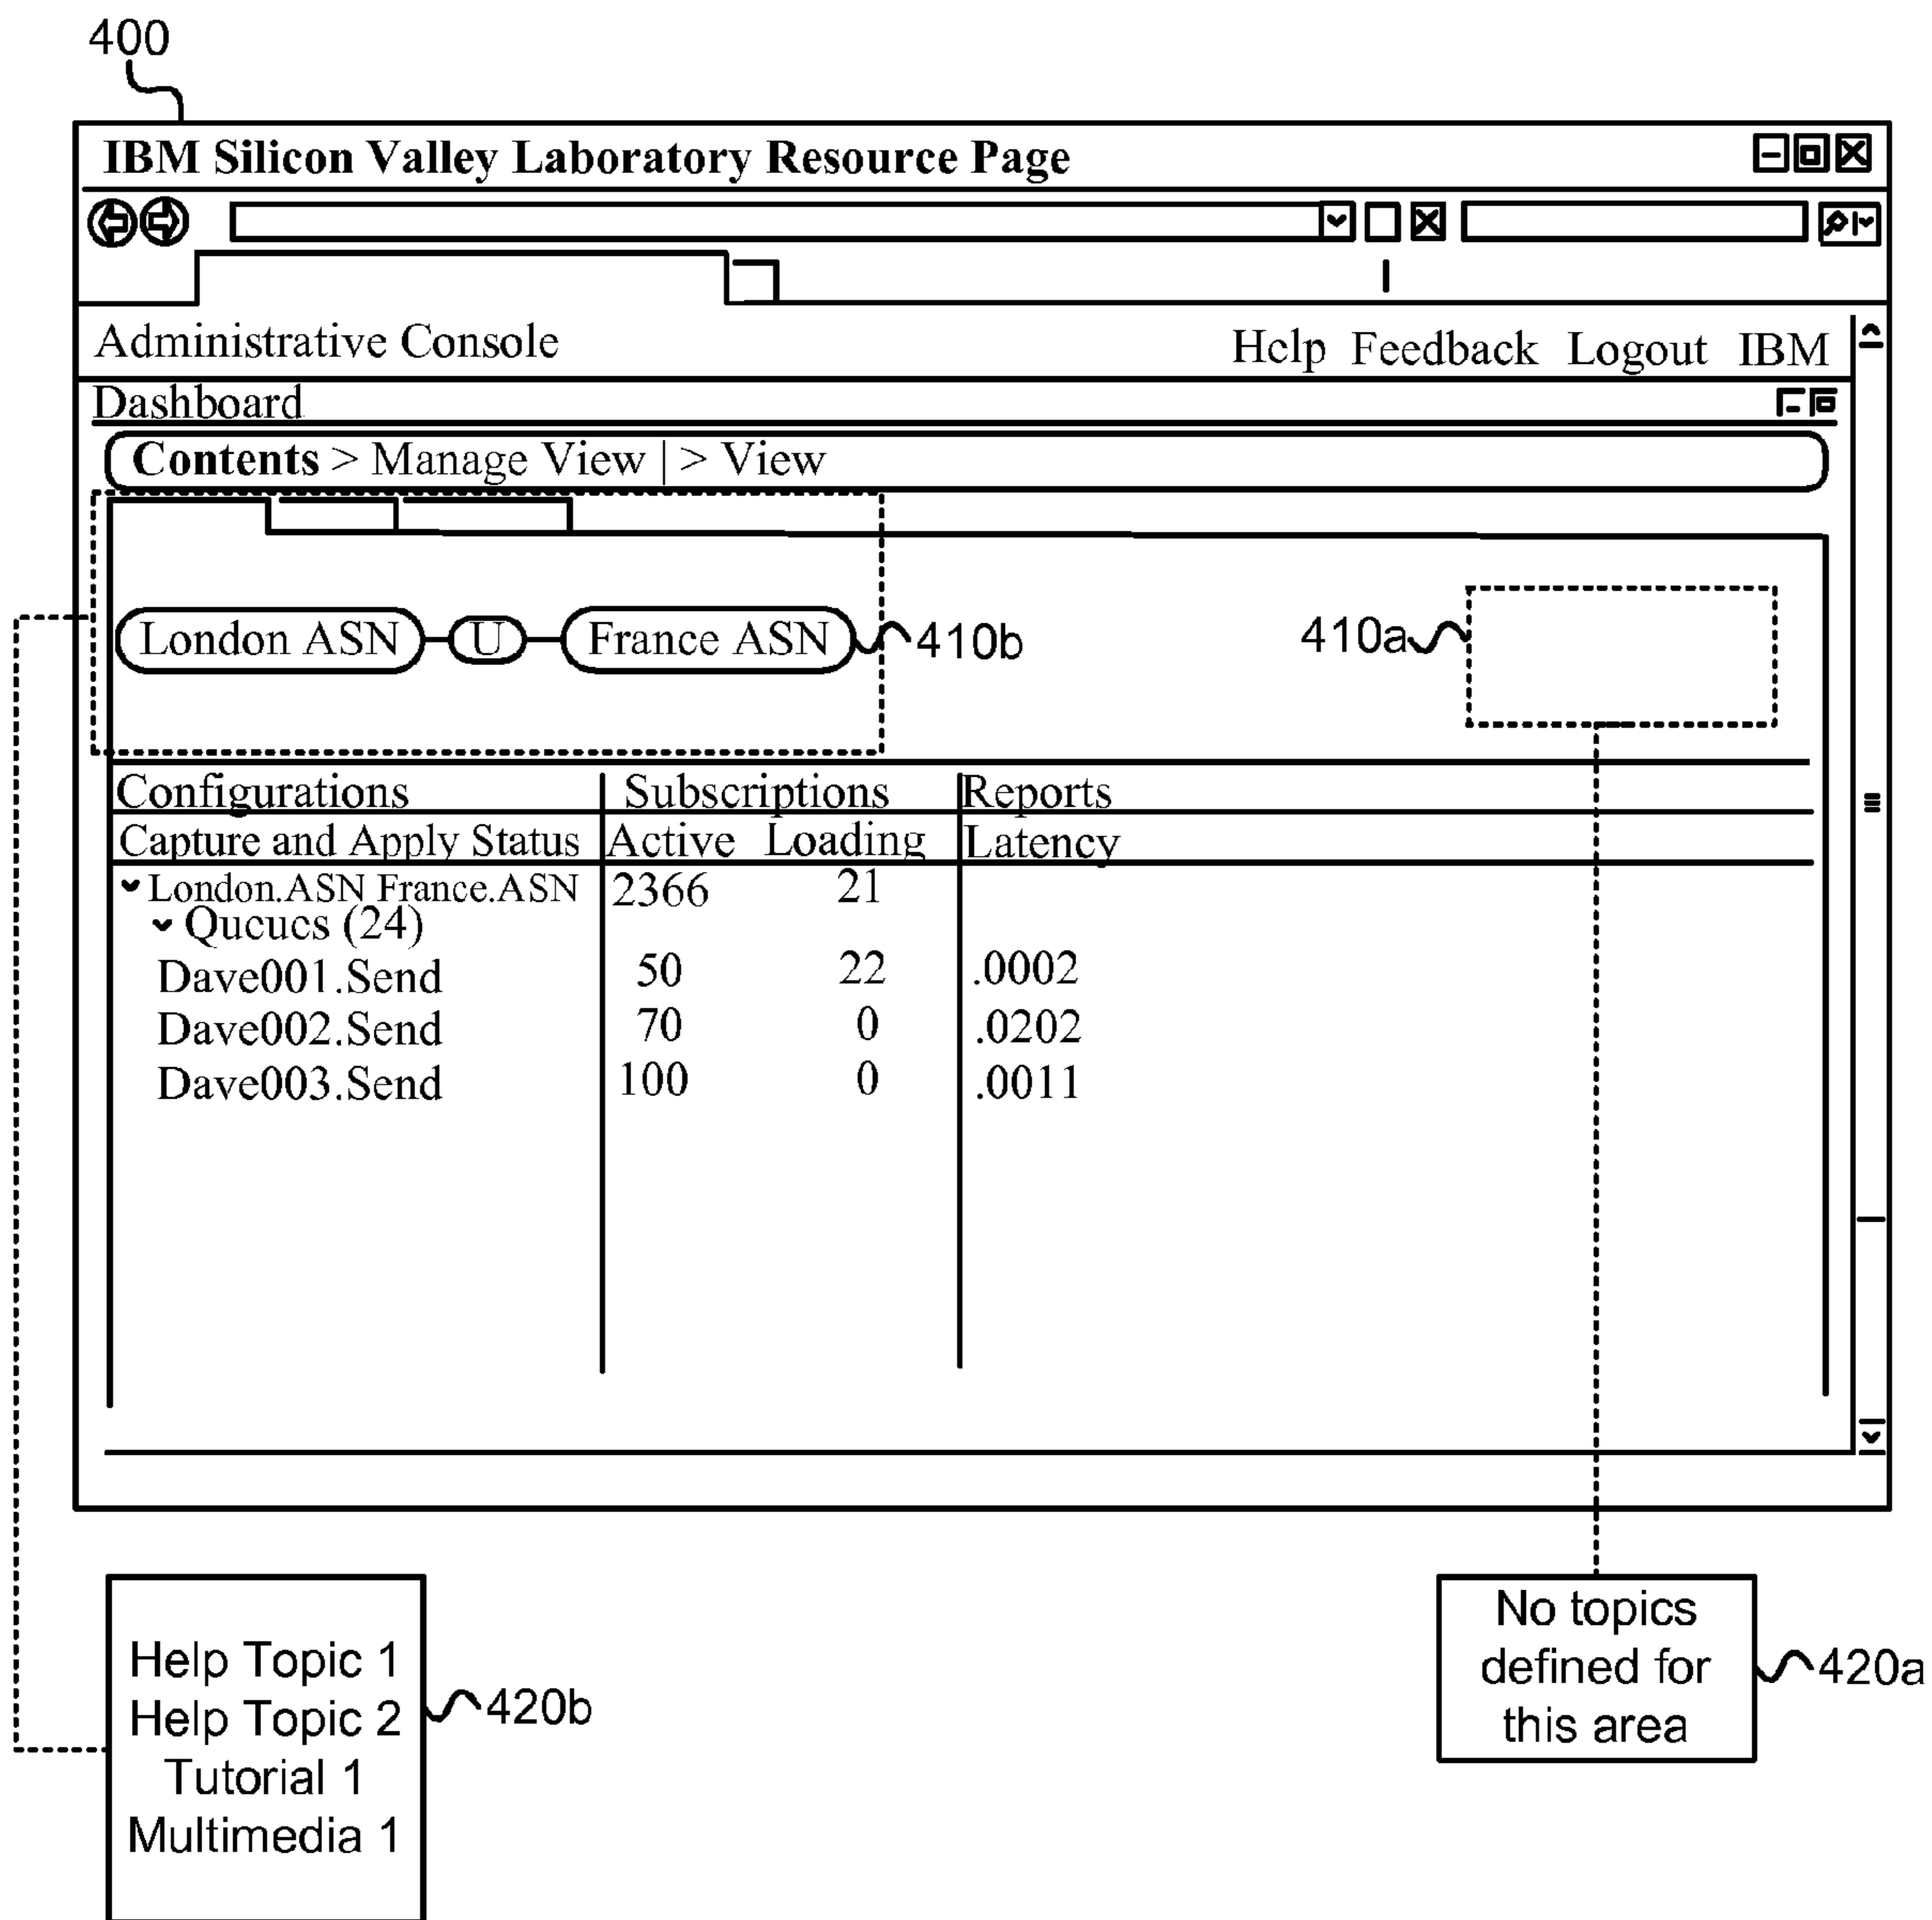 400
IBM Silicon Valley Laboratory Resource Page
Administrative Console Help Feedback Logout IBM
Dashboard
Contents > Manage View | > View
London ASN U France ASN 410b 410a
Configurations Subscriptions Reports
Capture and Apply Status Active Loading Latency
London.ASN France.ASN 2366 21
Queues (24)
Dave001.Send 50 22 .0002
Dave002.Send 70 0 .0202
Dave003.Send 100 0 .0011
Help Topic 1
Help Topic 2
Tutorial 1
Multimedia 1
420b
No topics
defined for
this area
420a